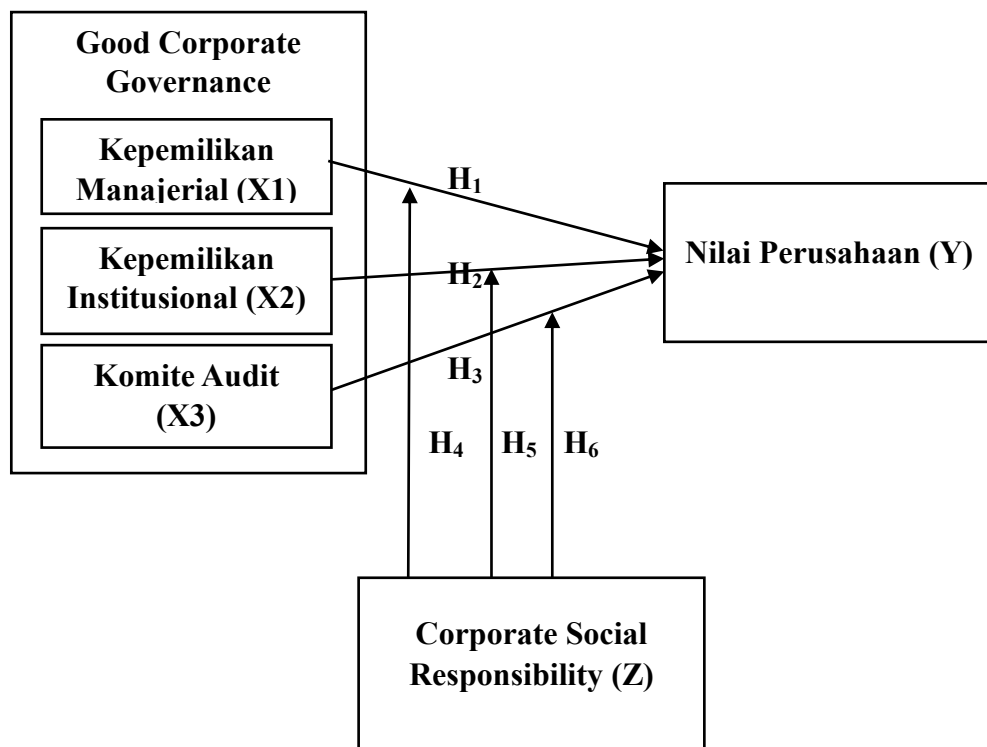 Good Corporate
Governance
Kepemilikan
Manajerial (X1)
H₁
Nilai Perusahaan (Y)
Kepemilikan
Institusional (X2)
H₂
Komite Audit
(X3)
H₃
H₄
H₅
H₆
Corporate Social
Responsibility (Z)